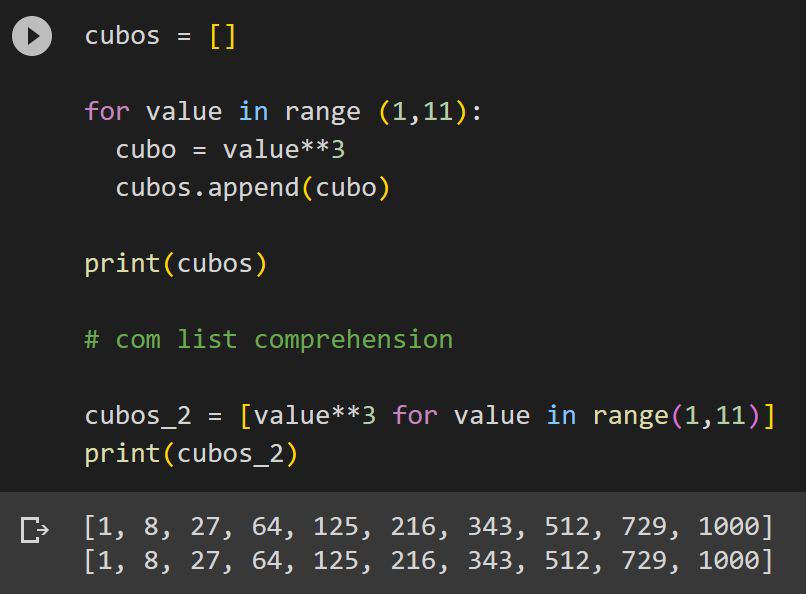 cubos = []
for value in range (1,11):
  cubo = value**3
  cubos.append(cubo)
print(cubos)
# com list comprehension
cubos_2 = [value**3 for value in range(1,11)]
print(cubos_2)
[1, 8, 27, 64, 125, 216, 343, 512, 729, 1000]
[1, 8, 27, 64, 125, 216, 343, 512, 729, 1000]